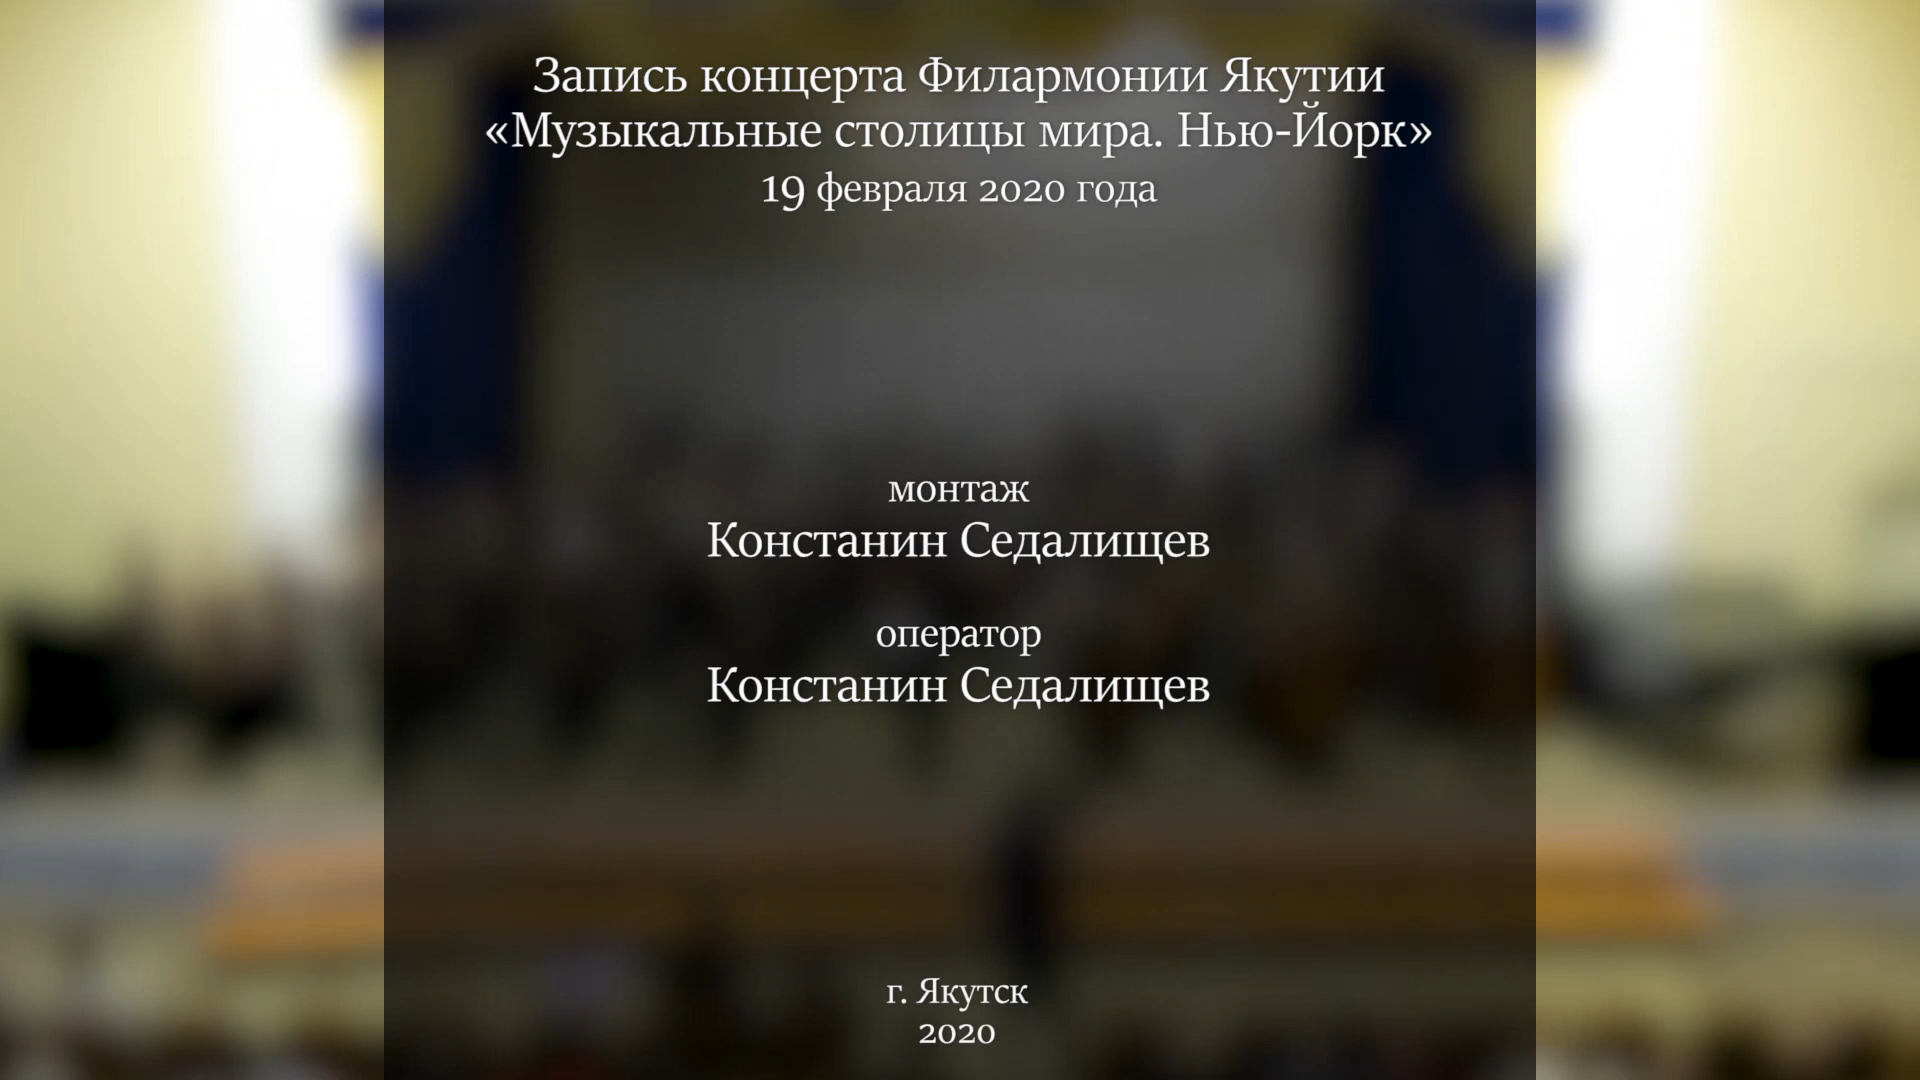 Запись концерта Филармонии Якутии
«Музыкальные столицы мира. Нью-Йорк»
19 февраля 2020 года
монтаж
Констанин Седалищев
оператор
Констанин Седалищев
г. Якутск
2020